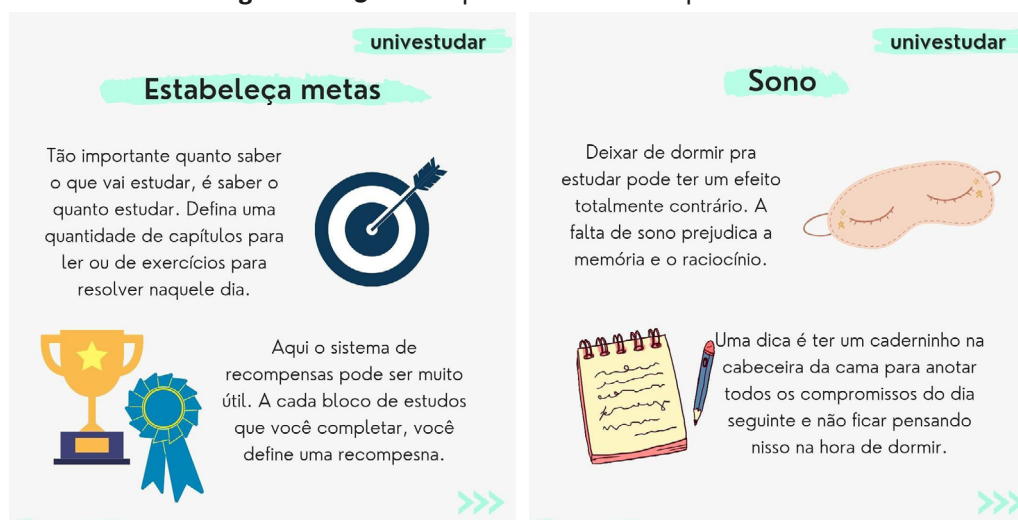 univestudar
Estabeleça metas
Tão importante quanto saber
o que vai estudar, é saber o
quanto estudar. Defina uma
quantidade de capítulos para
ler ou de exercícios para
resolver naquele dia.
Aqui o sistema de
recompensas pode ser muito
útil. A cada bloco de estudos
que você completar, você
define uma recompesna.
>>>
univestudar
Sono
Deixar de dormir pra
estudar pode ter um efeito
totalmente contrário. A
falta de sono prejudica a
memória e o raciocínio.
Uma dica é ter um caderninho na
cabeceira da cama para anotar
todos os compromissos do dia
seguinte e não ficar pensando
nisso na hora de dormir.
>>>